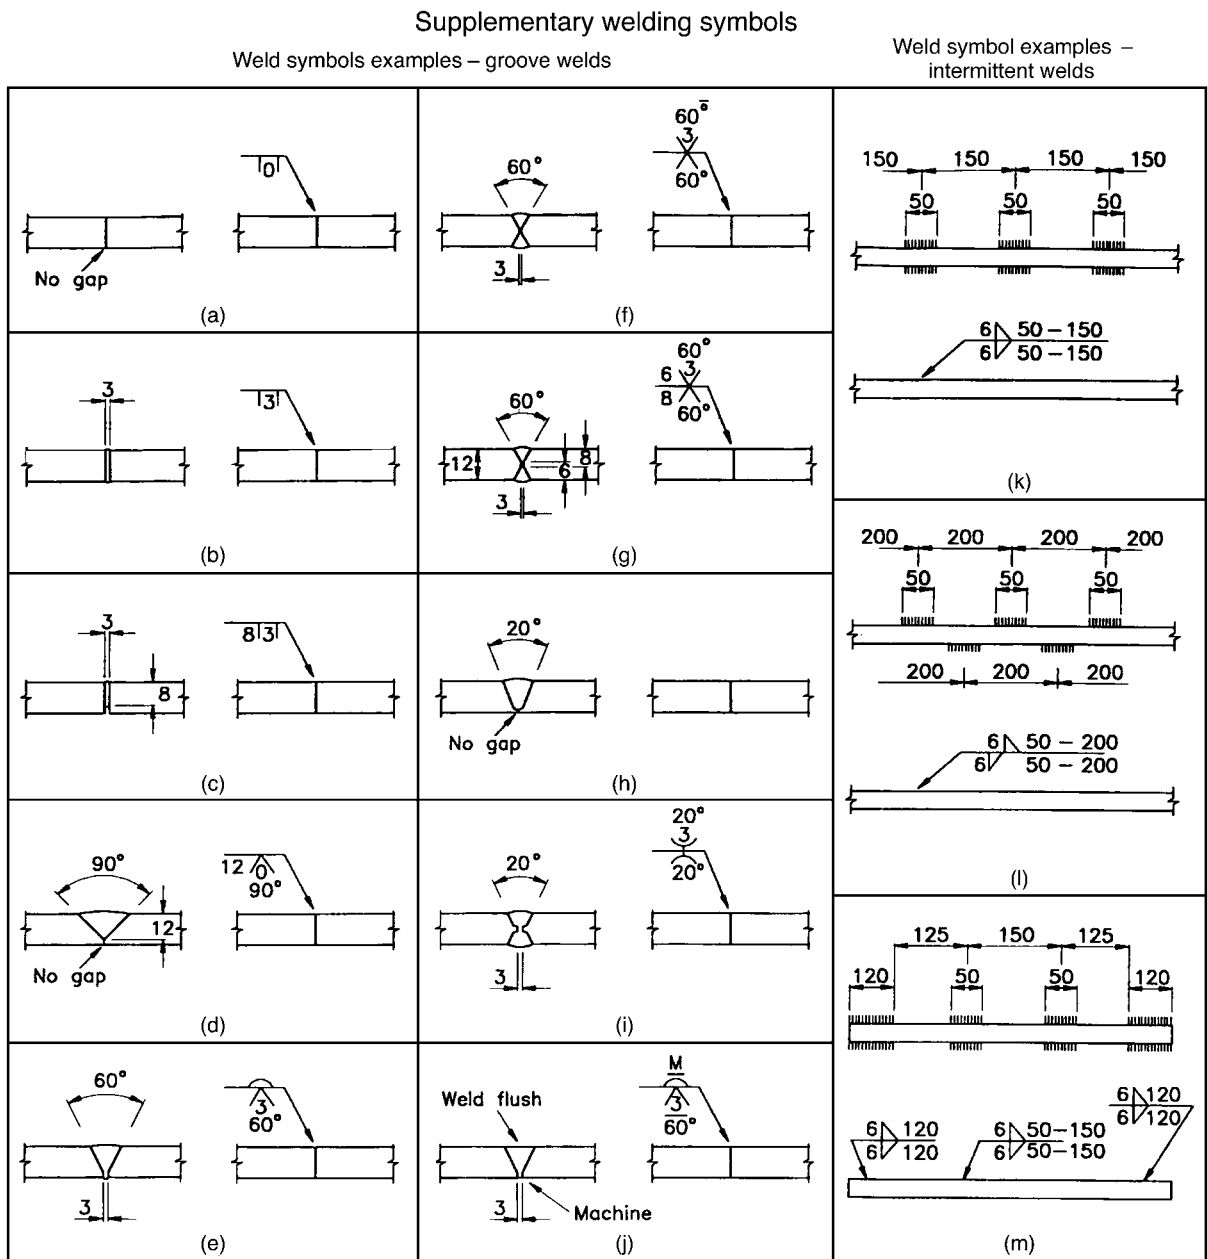 Supplementary welding symbols
Weld symbols examples – groove welds
Weld symbol examples –
intermittent welds
0
No gap
(a)
3
3
(b)
3
8
8 3
(c)
90°
12
No gap
12 0
90°
(d)
60°
3
3
60°
(e)
60°
3
60°
3
60°
(f)
60°
12
8
6
3
60°
3
6
8
60°
(g)
20°
No gap
(h)
20°
3
20°
3
20°
(i)
Weld flush
3
Machine
M
3
60°
(j)
150 150 150 150
50 50 50
6 50 – 150
6 50 – 150
(k)
200 200 200 200
50 50 50
200 200 200
6 50 – 200
6 50 – 200
(l)
125 150 125
120 50 50 120
6 120
6 120
6 120
6 120
6 50–150
6 50–150
(m)